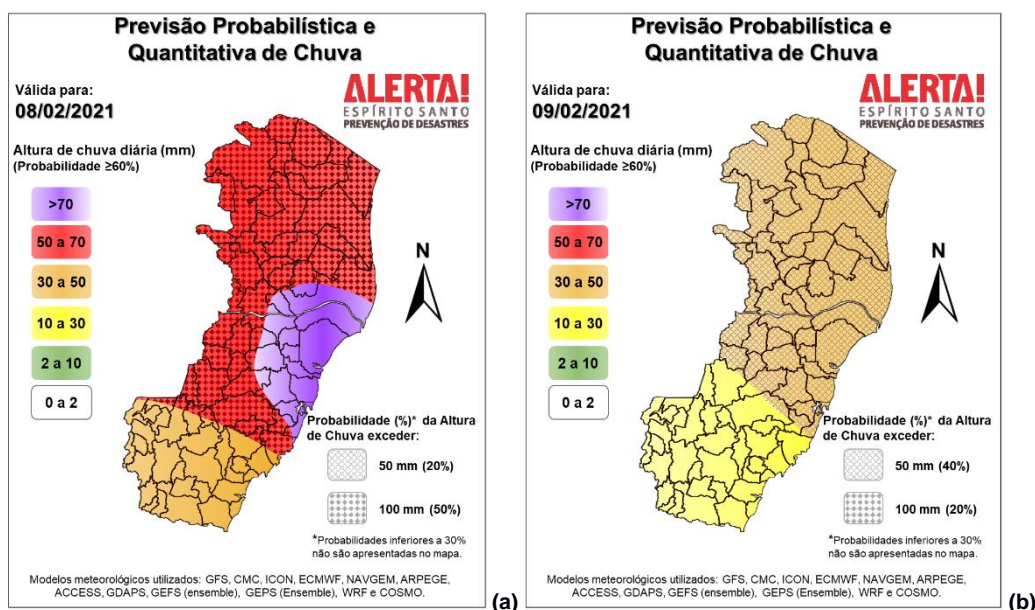 Previsão Probabilística e
Quantitativa de Chuva
Válida para:
08/02/2021
ALERTA!
ESPÍRITO SANTO
PREVENÇÃO DE DESASTRES
Altura de chuva diária (mm)
(Probabilidade ≥60%)
>70
50 a 70
30 a 50
10 a 30
2 a 10
0 a 2
N
Probabilidade (%)* da Altura
de Chuva exceder:
50 mm (20%)
100 mm (50%)
*Probabilidades inferiores a 30%
não são apresentadas no mapa.
Modelos meteorológicos utilizados: GFS, CMC, ICON, ECMWF, NAVGEM, ARPEGE,
ACCESS, GDAPS, GEFS (ensemble), GEPS (Ensemble), WRF e COSMO.
(a)
Previsão Probabilística e
Quantitativa de Chuva
Válida para:
09/02/2021
ALERTA!
ESPÍRITO SANTO
PREVENÇÃO DE DESASTRES
Altura de chuva diária (mm)
(Probabilidade ≥60%)
>70
50 a 70
30 a 50
10 a 30
2 a 10
0 a 2
N
Probabilidade (%)* da Altura
de Chuva exceder:
50 mm (40%)
100 mm (20%)
*Probabilidades inferiores a 30%
não são apresentadas no mapa.
Modelos meteorológicos utilizados: GFS, CMC, ICON, ECMWF, NAVGEM, ARPEGE,
ACCESS, GDAPS, GEFS (ensemble), GEPS (Ensemble), WRF e COSMO.
(b)